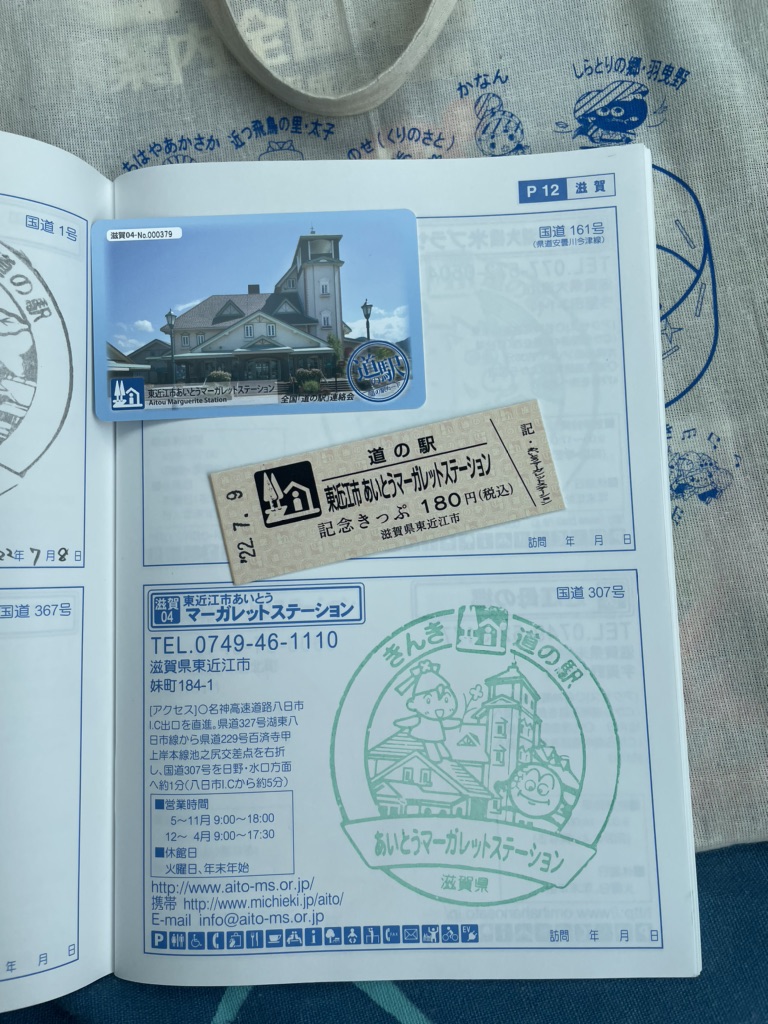 かなん
しらとりの郷・羽曳野
ちはやあかさか
近つ飛鳥の里・太子
のせ(くりのさと)
国道 1号
道の駅
7月8日
国道 367号
年 月 日
P 12 滋賀
国道 161号
(県道安曇川今津線)
滋賀04-No.000379
東近江市あいとうマーガレットステーション
Aitou Marguerite Station
全国「道の駅」連絡会
道の駅
'22.7.9
道の駅
東近江市 あいとうマーガレットステーション
記念きっぷ 180円(税込)
滋賀県東近江市
訪問 年 月 日
滋賀
04
東近江市あいとう
マーガレットステーション
国道 307号
TEL.0749-46-1110
滋賀県東近江市
妹町184-1
[アクセス]〇名神高速道路八日市
I.C出口を直進。県道327号湖東八
日市線から県道229号百済寺甲
上岸本線池之尻交差点を右折
し、国道307号を日野・水口方面
へ約1分(八日市I.Cから約5分)
■営業時間
5〜11月 9:00〜18:00
12〜 4月 9:00〜17:30
■休館日
火曜日、年末年始
http://www.aito-ms.or.jp/
携帯 http://www.michieki.jp/aito/
E-mail info@aito-ms.or.jp
きんき 道の駅
あいとうマーガレットステーション
滋賀県
P
EV
訪問 年 月 日